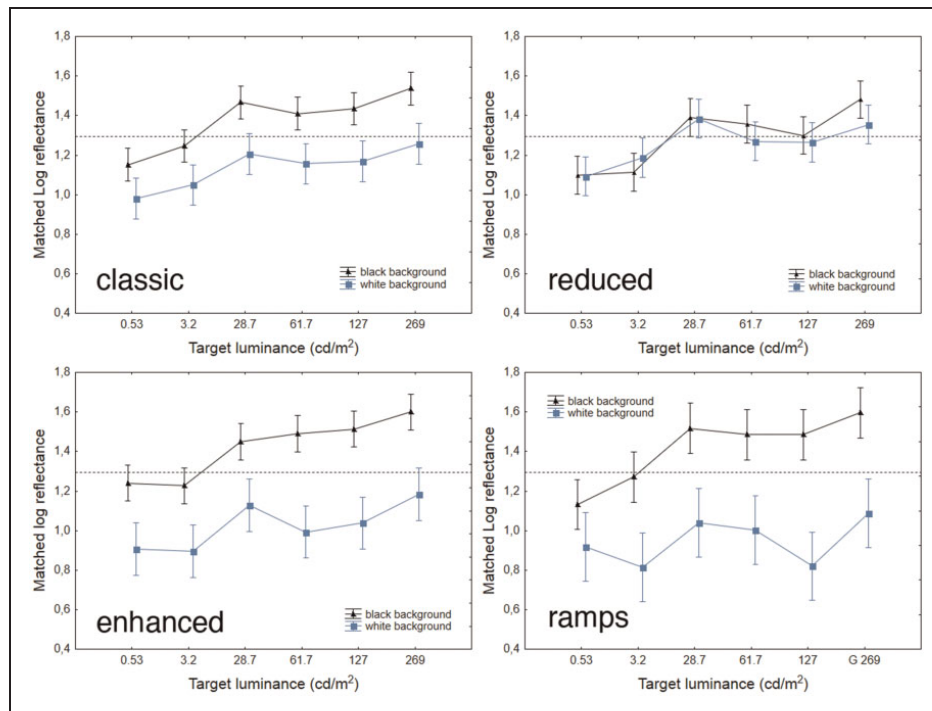 1,8
1,6
1,4
1,2
1,0
0,8
0,6
0,4
Matched Log reflectance
classic
black background
white background
0.53 3.2 28.7 61.7 127 269
Target luminance (cd/m²)
1,8
1,6
1,4
1,2
1,0
0,8
0,6
0,4
Matched Log reflectance
reduced
black background
white background
0.53 3.2 28.7 61.7 127 269
Target luminance (cd/m²)
1,8
1,6
1,4
1,2
1,0
0,8
0,6
0,4
Matched log reflectance
enhanced
black background
white background
0.53 3.2 28.7 61.7 127 269
Target luminance (cd/m²)
1,8
1,6
1,4
1,2
1,0
0,8
0,6
0,4
Matched Log reflectance
black background
white background
ramps
0.53 3.2 28.7 61.7 127 G 269
Target luminance (cd/m²)